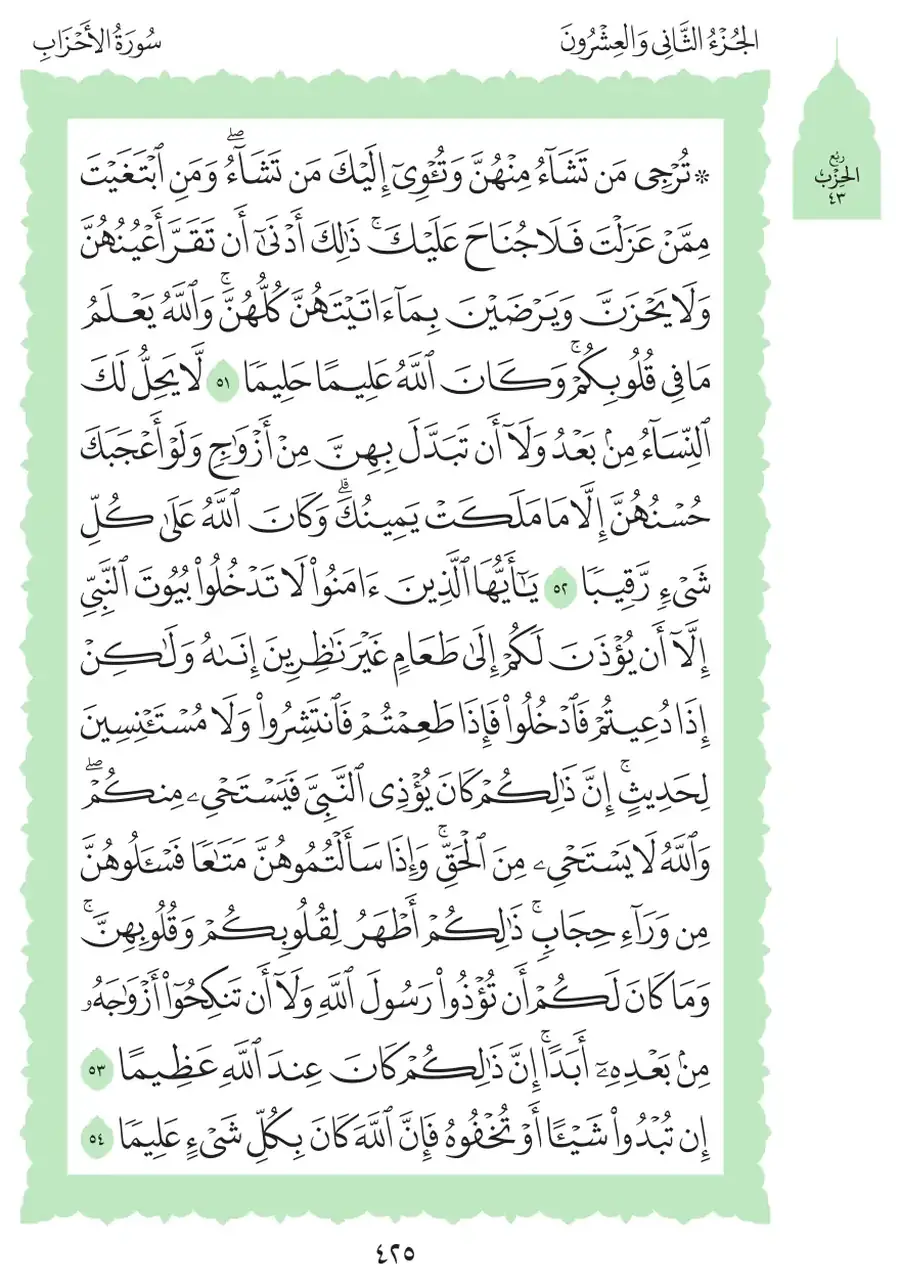 الجُزْءُ الثَّانِي وَالعِشْرُونَ
سُورَةُ الأَحْزَابِ
رُبْع
الحِزْب
٤٣
۞ تُرْجِى مَن تَشَآءُ مِنْهُنَّ وَتُـْٔوِىٓ إِلَيْكَ مَن تَشَآءُۖ وَمَنِ ٱبْتَغَيْتَ
مِمَّنْ عَزَلْتَ فَلَا جُنَاحَ عَلَيْكَۚ ذَٰلِكَ أَدْنَىٰٓ أَن تَقَرَّ أَعْيُنُهُنَّ
وَلَا يَحْزَنَّ وَيَرْضَيْنَ بِمَآ ءَاتَيْتَهُنَّ كُلُّهُنَّۚ وَٱللَّهُ يَعْلَمُ
مَا فِى قُلُوبِكُمْۚ وَكَانَ ٱللَّهُ عَلِيمًا حَلِيمًا ٥١ لَّا يَحِلُّ لَكَ
ٱلنِّسَآءُ مِنۢ بَعْدُ وَلَآ أَن تَبَدَّلَ بِهِنَّ مِنْ أَزْوَٰجٍ وَلَوْ أَعْجَبَكَ
حُسْنُهُنَّ إِلَّا مَا مَلَكَتْ يَمِينُكَۗ وَكَانَ ٱللَّهُ عَلَىٰ كُلِّ
شَىْءٍ رَّقِيبًا ٥٢ يَـٰٓأَيُّهَا ٱلَّذِينَ ءَامَنُوا۟ لَا تَدْخُلُوا۟ بُيُوتَ ٱلنَّبِىِّ
إِلَّآ أَن يُؤْذَنَ لَكُمْ إِلَىٰ طَعَامٍ غَيْرَ نَـٰظِرِينَ إِنَىٰهُ وَلَـٰكِنْ
إِذَا دُعِيتُمْ فَٱدْخُلُوا۟ فَإِذَا طَعِمْتُمْ فَٱنتَشِرُوا۟ وَلَا مُسْتَـْٔنِسِينَ
لِحَدِيثٍۚ إِنَّ ذَٰلِكُمْ كَانَ يُؤْذِى ٱلنَّبِىَّ فَيَسْتَحْىِۦ مِنكُمْۖ
وَٱللَّهُ لَا يَسْتَحْىِۦ مِنَ ٱلْحَقِّۚ وَإِذَا سَأَلْتُمُوهُنَّ مَتَـٰعًا فَسْـَٔلُوهُنَّ
مِن وَرَآءِ حِجَابٍۚ ذَٰلِكُمْ أَطْهَرُ لِقُلُوبِكُمْ وَقُلُوبِهِنَّۚ
وَمَا كَانَ لَكُمْ أَن تُؤْذُوا۟ رَسُولَ ٱللَّهِ وَلَآ أَن تَنكِحُوٓا۟ أَزْوَٰجَهُۥ
مِنۢ بَعْدِهِۦٓ أَبَدًاۚ إِنَّ ذَٰلِكُمْ كَانَ عِندَ ٱللَّهِ عَظِيمًا ٥٣
إِن تُبْدُوا۟ شَيْـًٔا أَوْ تُخْفُوهُ فَإِنَّ ٱللَّهَ كَانَ بِكُلِّ شَىْءٍ عَلِيمًا ٥٤
٤٢٥